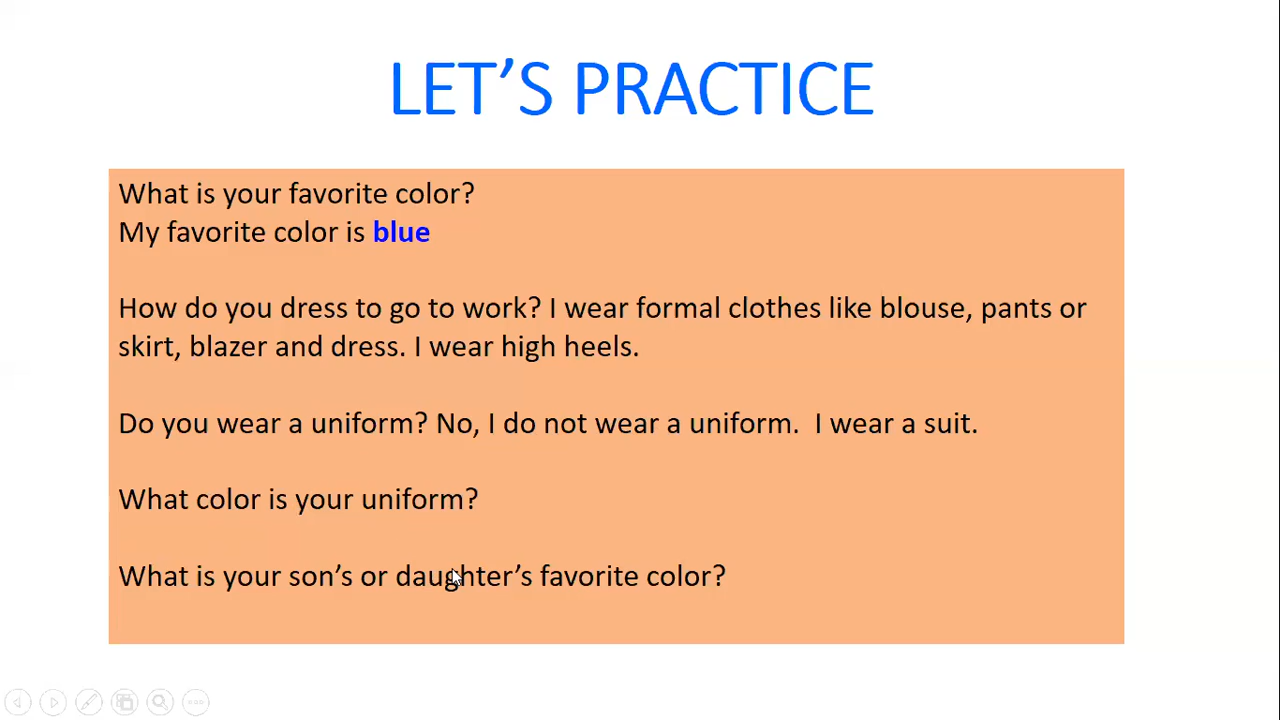 LET’S PRACTICE
What is your favorite color?
My favorite color is blue
How do you dress to go to work? I wear formal clothes like blouse, pants or
skirt, blazer and dress. I wear high heels.
Do you wear a uniform? No, I do not wear a uniform.  I wear a suit.
What color is your uniform?
What is your son’s or daughter’s favorite color?